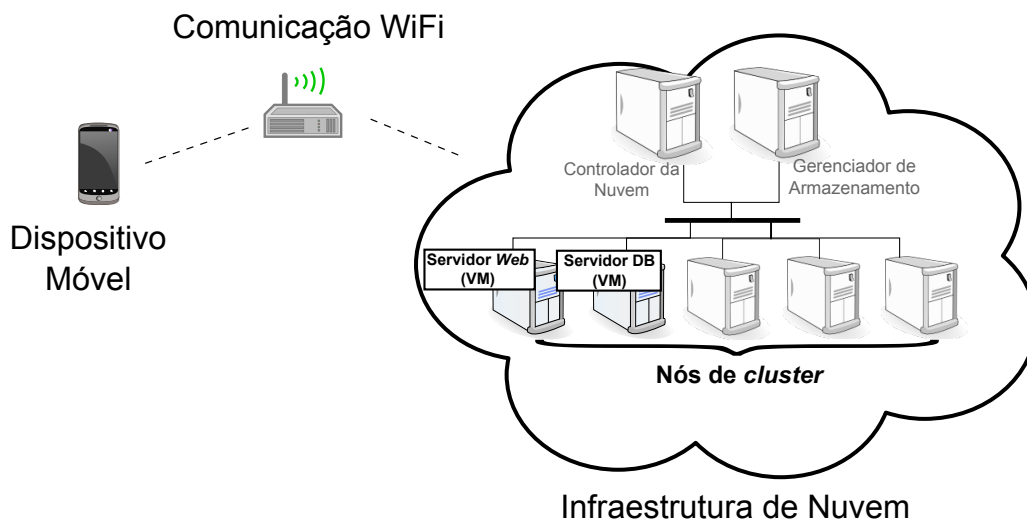 Comunicação WiFi
Dispositivo
Móvel
Controlador da
Nuvem
Gerenciador de
Armazenamento
Servidor Web
(VM)
Servidor DB
(VM)
Nós de cluster
Infraestrutura de Nuvem